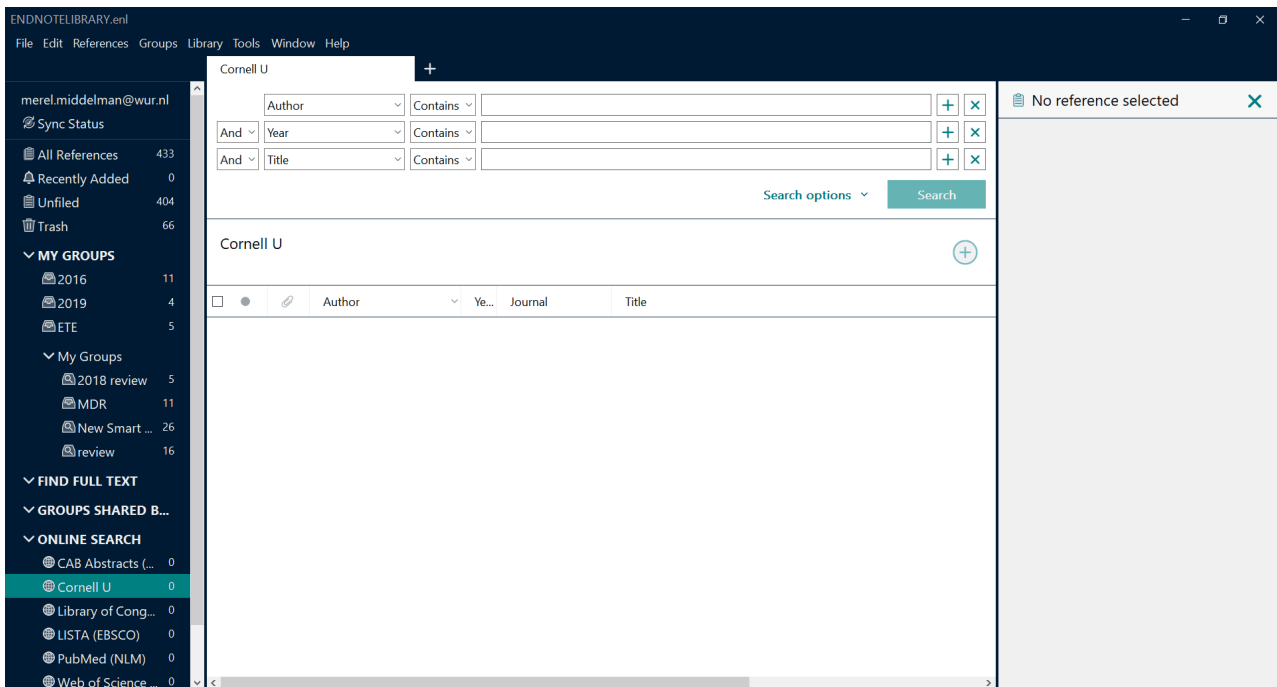 ENDNOTELIBRARY.enl
File Edit References Groups Library Tools Window Help
Cornell U
merel.middelman@wur.nl
Sync Status
All References 433
Recently Added 0
Unfiled 404
Trash 66
MY GROUPS
2016 11
2019 4
ETE 5
My Groups
2018 review 5
MDR 11
New Smart ... 26
review 16
FIND FULL TEXT
GROUPS SHARED B...
ONLINE SEARCH
CAB Abstracts (... 0
Cornell U 0
Library of Cong... 0
LISTA (EBSCO) 0
PubMed (NLM) 0
Web of Science ... 0
Author Contains
And Year Contains
And Title Contains
Search options Search
Cornell U
Author Ye... Journal Title
No reference selected